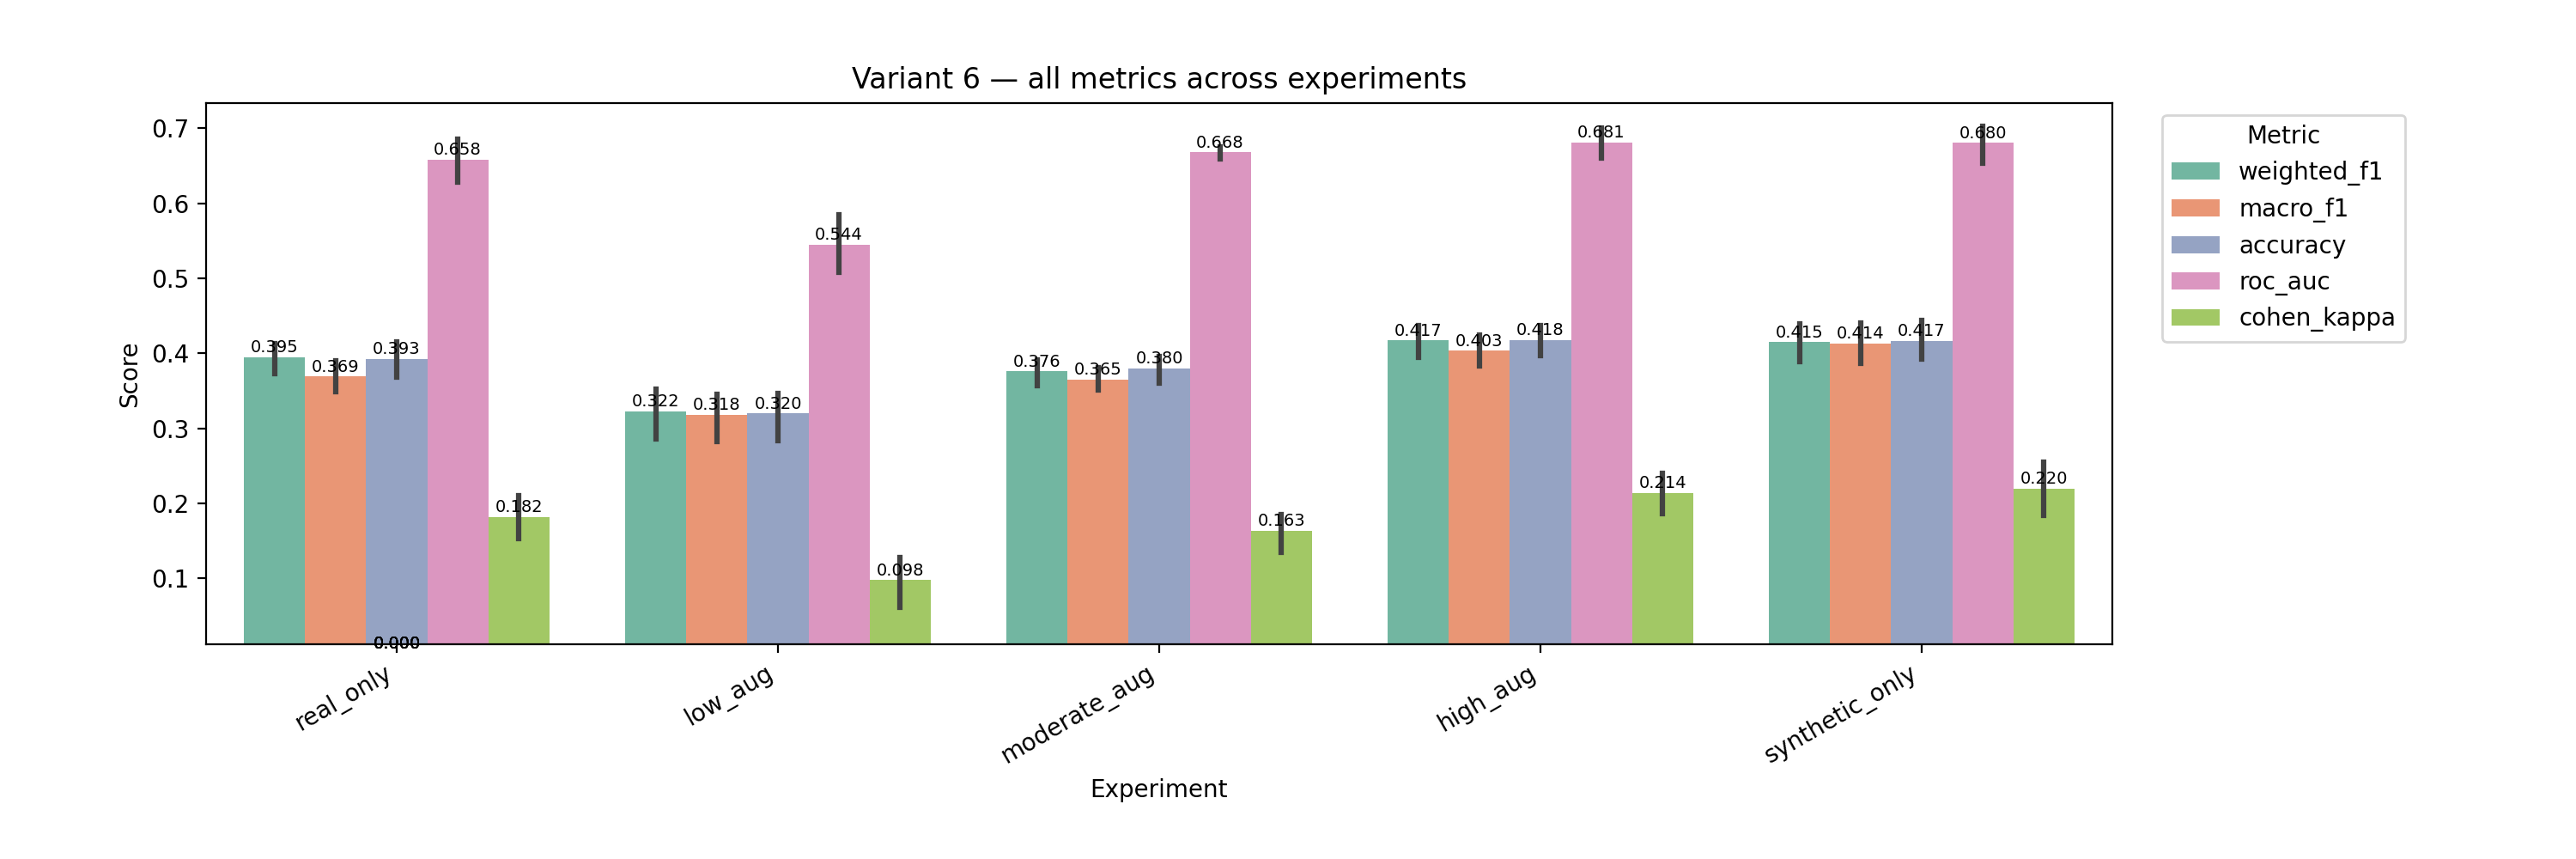 Variant 6 — all metrics across experiments
Score
0.7
0.6
0.5
0.4
0.3
0.2
0.1
0.395
0.369
0.393
0.658
0.182
0.000
0.322
0.318
0.320
0.544
0.098
0.376
0.365
0.380
0.668
0.163
0.417
0.403
0.418
0.681
0.214
0.415
0.414
0.417
0.680
0.220
real_only
low_aug
moderate_aug
high_aug
synthetic_only
Experiment
Metric
weighted_f1
macro_f1
accuracy
roc_auc
cohen_kappa